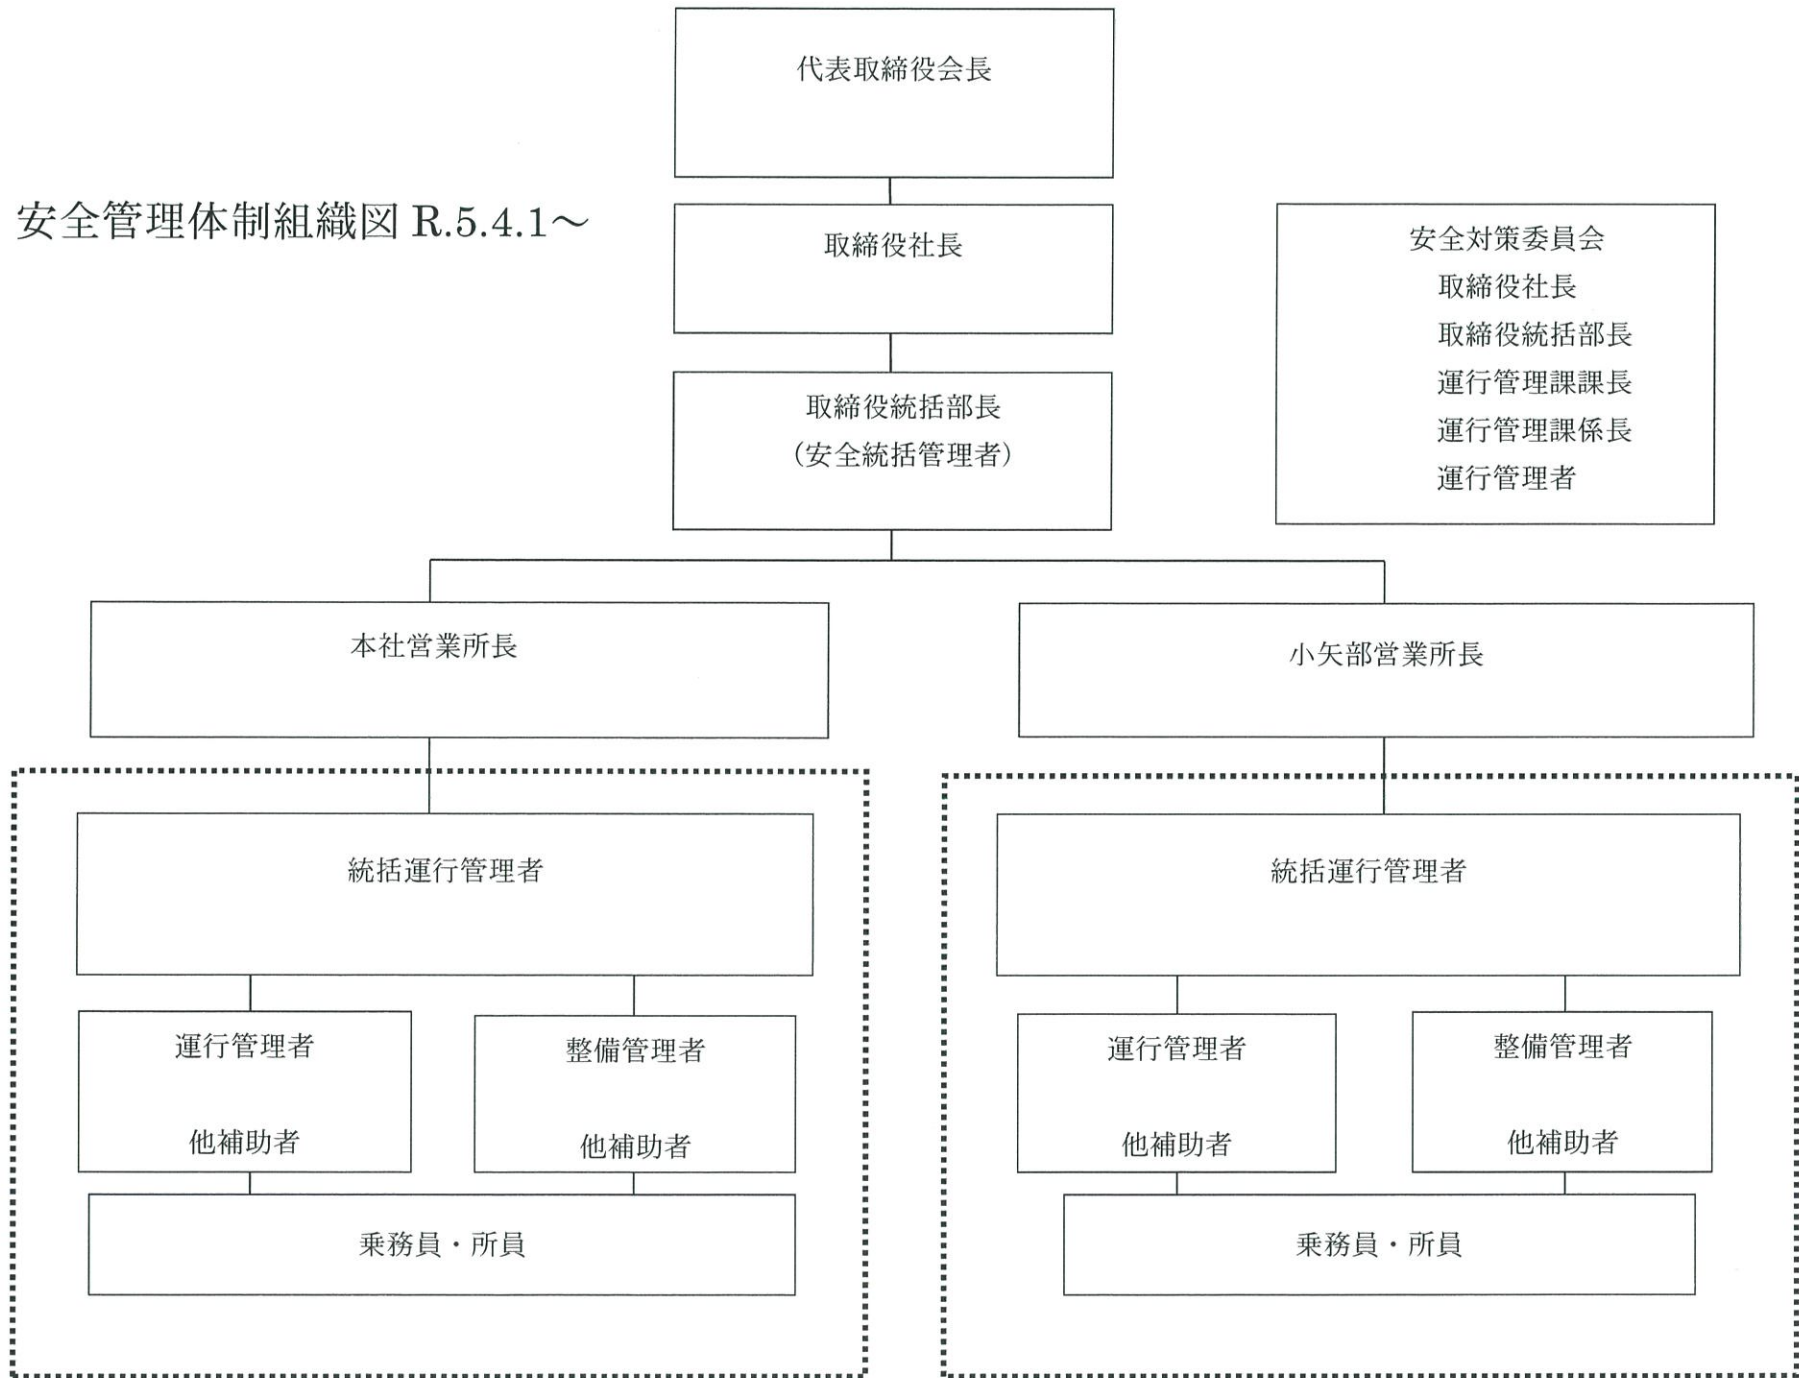 代表取締役会長
安全管理体制組織図 R.5.4.1～
取締役社長
安全対策委員会
取締役社長
取締役統括部長
運行管理課課長
運行管理課係長
運行管理者
取締役統括部長
（安全統括管理者）
本社営業所長
小矢部営業所長
統括運行管理者
統括運行管理者
運行管理者
他補助者
整備管理者
他補助者
運行管理者
他補助者
整備管理者
他補助者
乗務員・所員
乗務員・所員